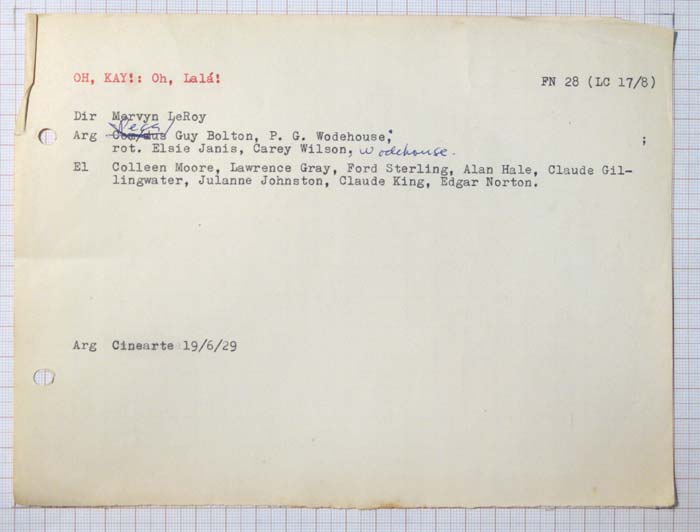 OH, KAY!: Oh, Lalá!
FN 28 (LC 17/8)
Dir Mervyn LeRoy
Peça
Arg Guy Bolton, P. G. Wodehouse;
;
rot. Elsie Janis, Carey Wilson, Wodehouse.
El Colleen Moore, Lawrence Gray, Ford Sterling, Alan Hale, Claude Gil-
lingwater, Julanne Johnston, Claude King, Edgar Norton.
Arg Cinearte 19/6/29